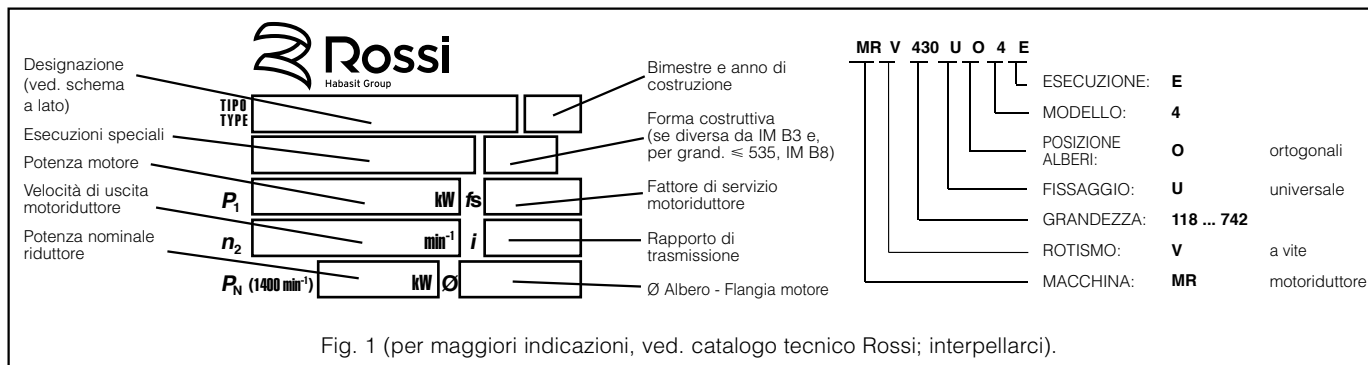 Rossi
Habasit Group
Designazione
(ved. schema
a lato)
Esecuzioni speciali
Potenza motore
Velocità di uscita
motoriduttore
Potenza nominale
riduttore
TIPO
TYPE
P1 kW fs
n2 min-1 i
PN (1400 min-1) kW Ø
Bimestre e anno di
costruzione
Forma costruttiva
(se diversa da IM B3 e,
per grand. ⩽ 535, IM B8)
Fattore di servizio
motoriduttore
Rapporto di
trasmissione
Ø Albero - Flangia motore
MR V 430 U O 4 E
ESECUZIONE: E
MODELLO: 4
POSIZIONE
ALBERI: O ortogonali
FISSAGGIO: U universale
GRANDEZZA: 118 ... 742
ROTISMO: V a vite
MACCHINA: MR motoriduttore
Fig. 1 (per maggiori indicazioni, ved. catalogo tecnico Rossi; interpellarci).